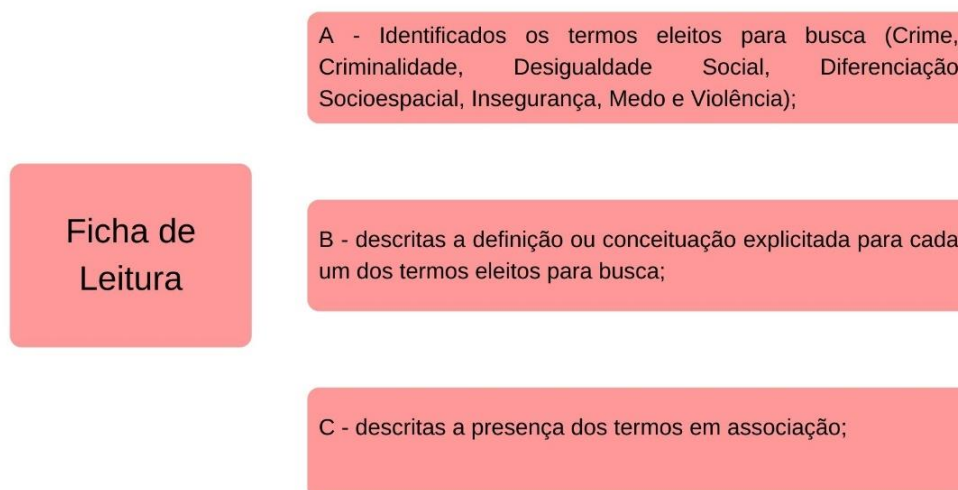 Ficha de
Leitura
A - Identificados os termos eleitos para busca (Crime,
Criminalidade, Desigualdade Social, Diferenciação
Socioespacial, Insegurança, Medo e Violência);
B - descritas a definição ou conceituação explicitada para cada
um dos termos eleitos para busca;
C - descritas a presença dos termos em associação;